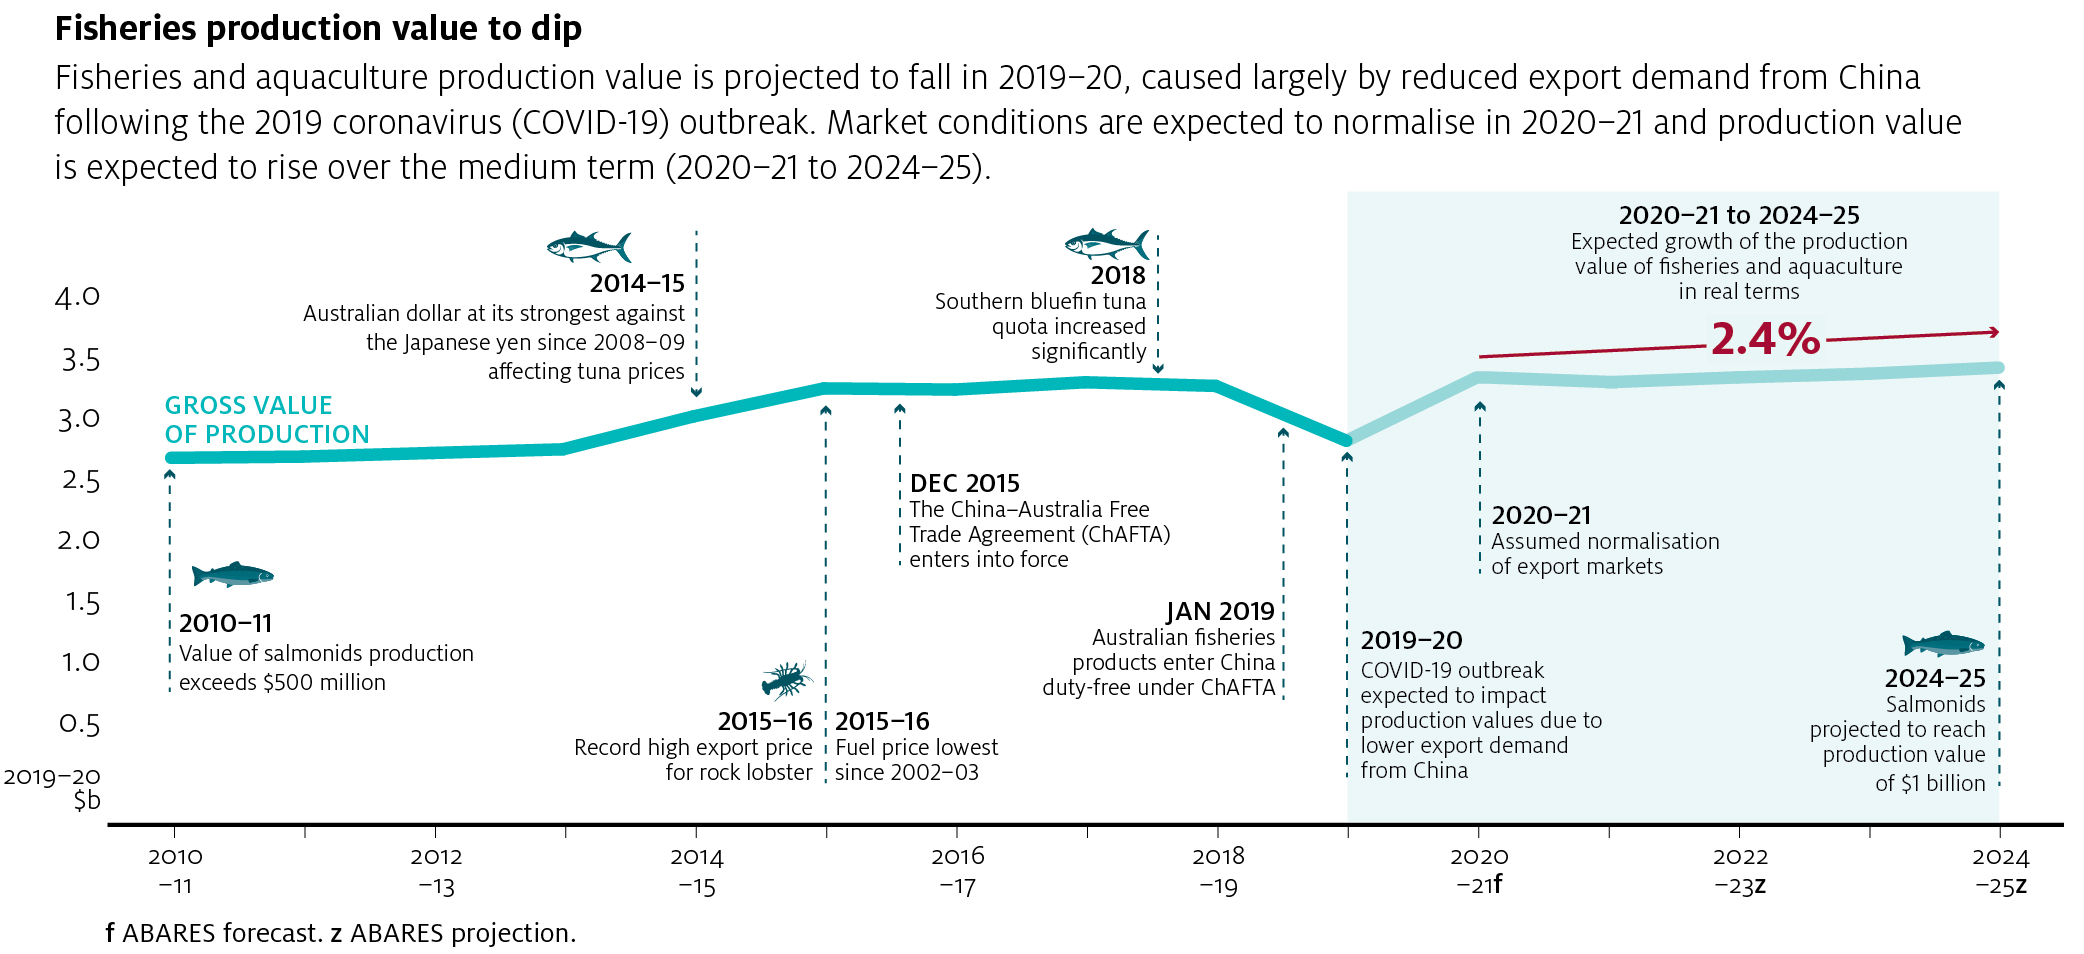 Fisheries production value to dip
Fisheries and aquaculture production value is projected to fall in 2019–20, caused largely by reduced export demand from China
following the 2019 coronavirus (COVID-19) outbreak. Market conditions are expected to normalise in 2020–21 and production value
is expected to rise over the medium term (2020–21 to 2024–25).
4.0
3.5
3.0
2.5
2.0
1.5
1.0
0.5
2019–20
$b
GROSS VALUE
OF PRODUCTION
2010–11
Value of salmonids production
exceeds $500 million
2014–15
Australian dollar at its strongest against
the Japanese yen since 2008–09
affecting tuna prices
2015–16
Record high export price
for rock lobster
2015–16
Fuel price lowest
since 2002–03
DEC 2015
The China–Australia Free
Trade Agreement (ChAFTA)
enters into force
2018
Southern bluefin tuna
quota increased
significantly
JAN 2019
Australian fisheries
products enter China
duty-free under ChAFTA
2019–20
COVID-19 outbreak
expected to impact
production values due to
lower export demand
from China
2020–21 to 2024–25
Expected growth of the production
value of fisheries and aquaculture
in real terms
2.4%
2020–21
Assumed normalisation
of export markets
2024–25
Salmonids
projected to reach
production value
of $1 billion
2010
–11
2012
–13
2014
–15
2016
–17
2018
–19
2020
–21f
2022
–23z
2024
–25z
f ABARES forecast. z ABARES projection.